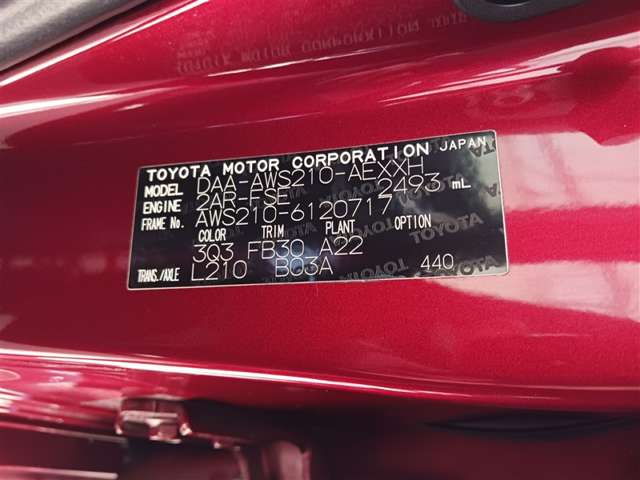 TOYOTA MOTOR CORPORATION JAPAN
MODEL DAA-AWS210-AEXXH
ENGINE 2AR-FSE 2493 mL
FRAME No. AWS210-6120717
COLOR TRIM PLANT OPTION
3Q3 FB30 A22
TRANS./AXLE L210 B03A 440
TOYOTA